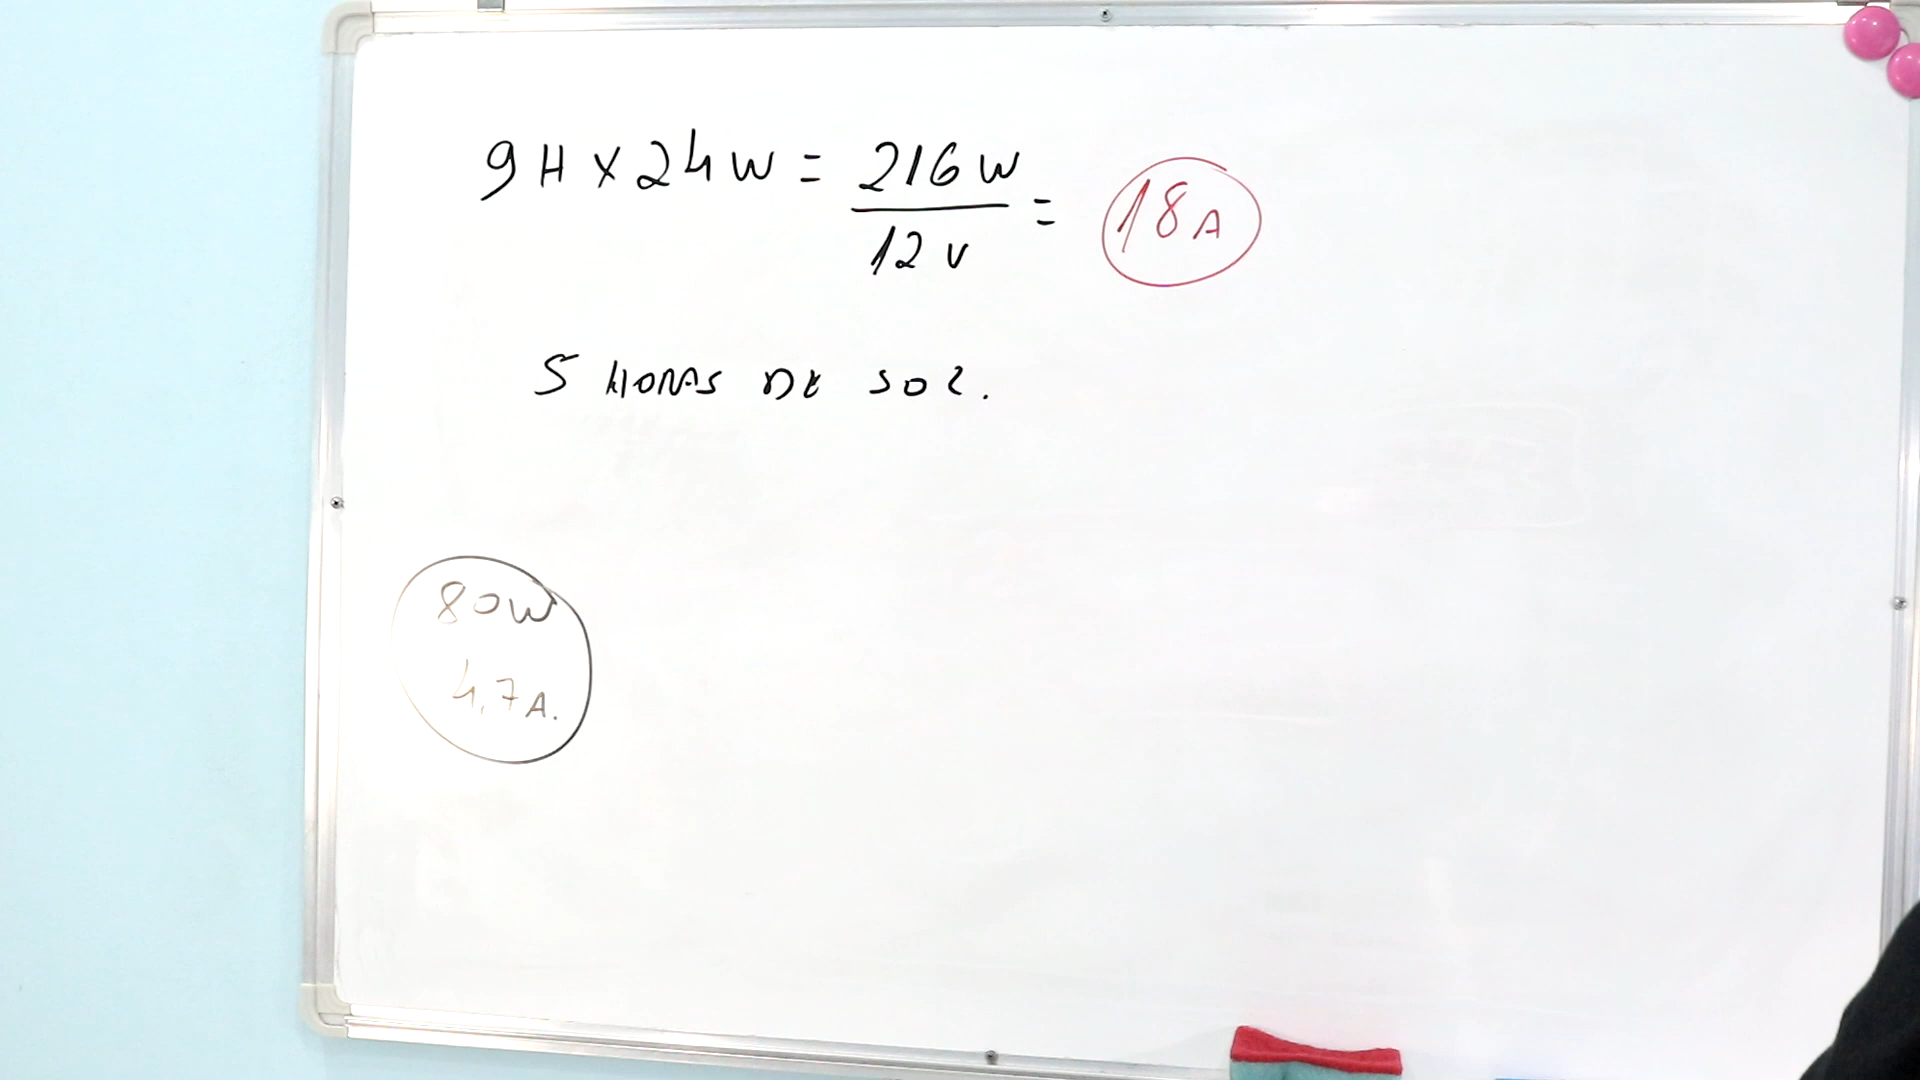 9H x 24W = 216W / 12V = 18A
5 HORAS DE SOL.
80W
4,7A.